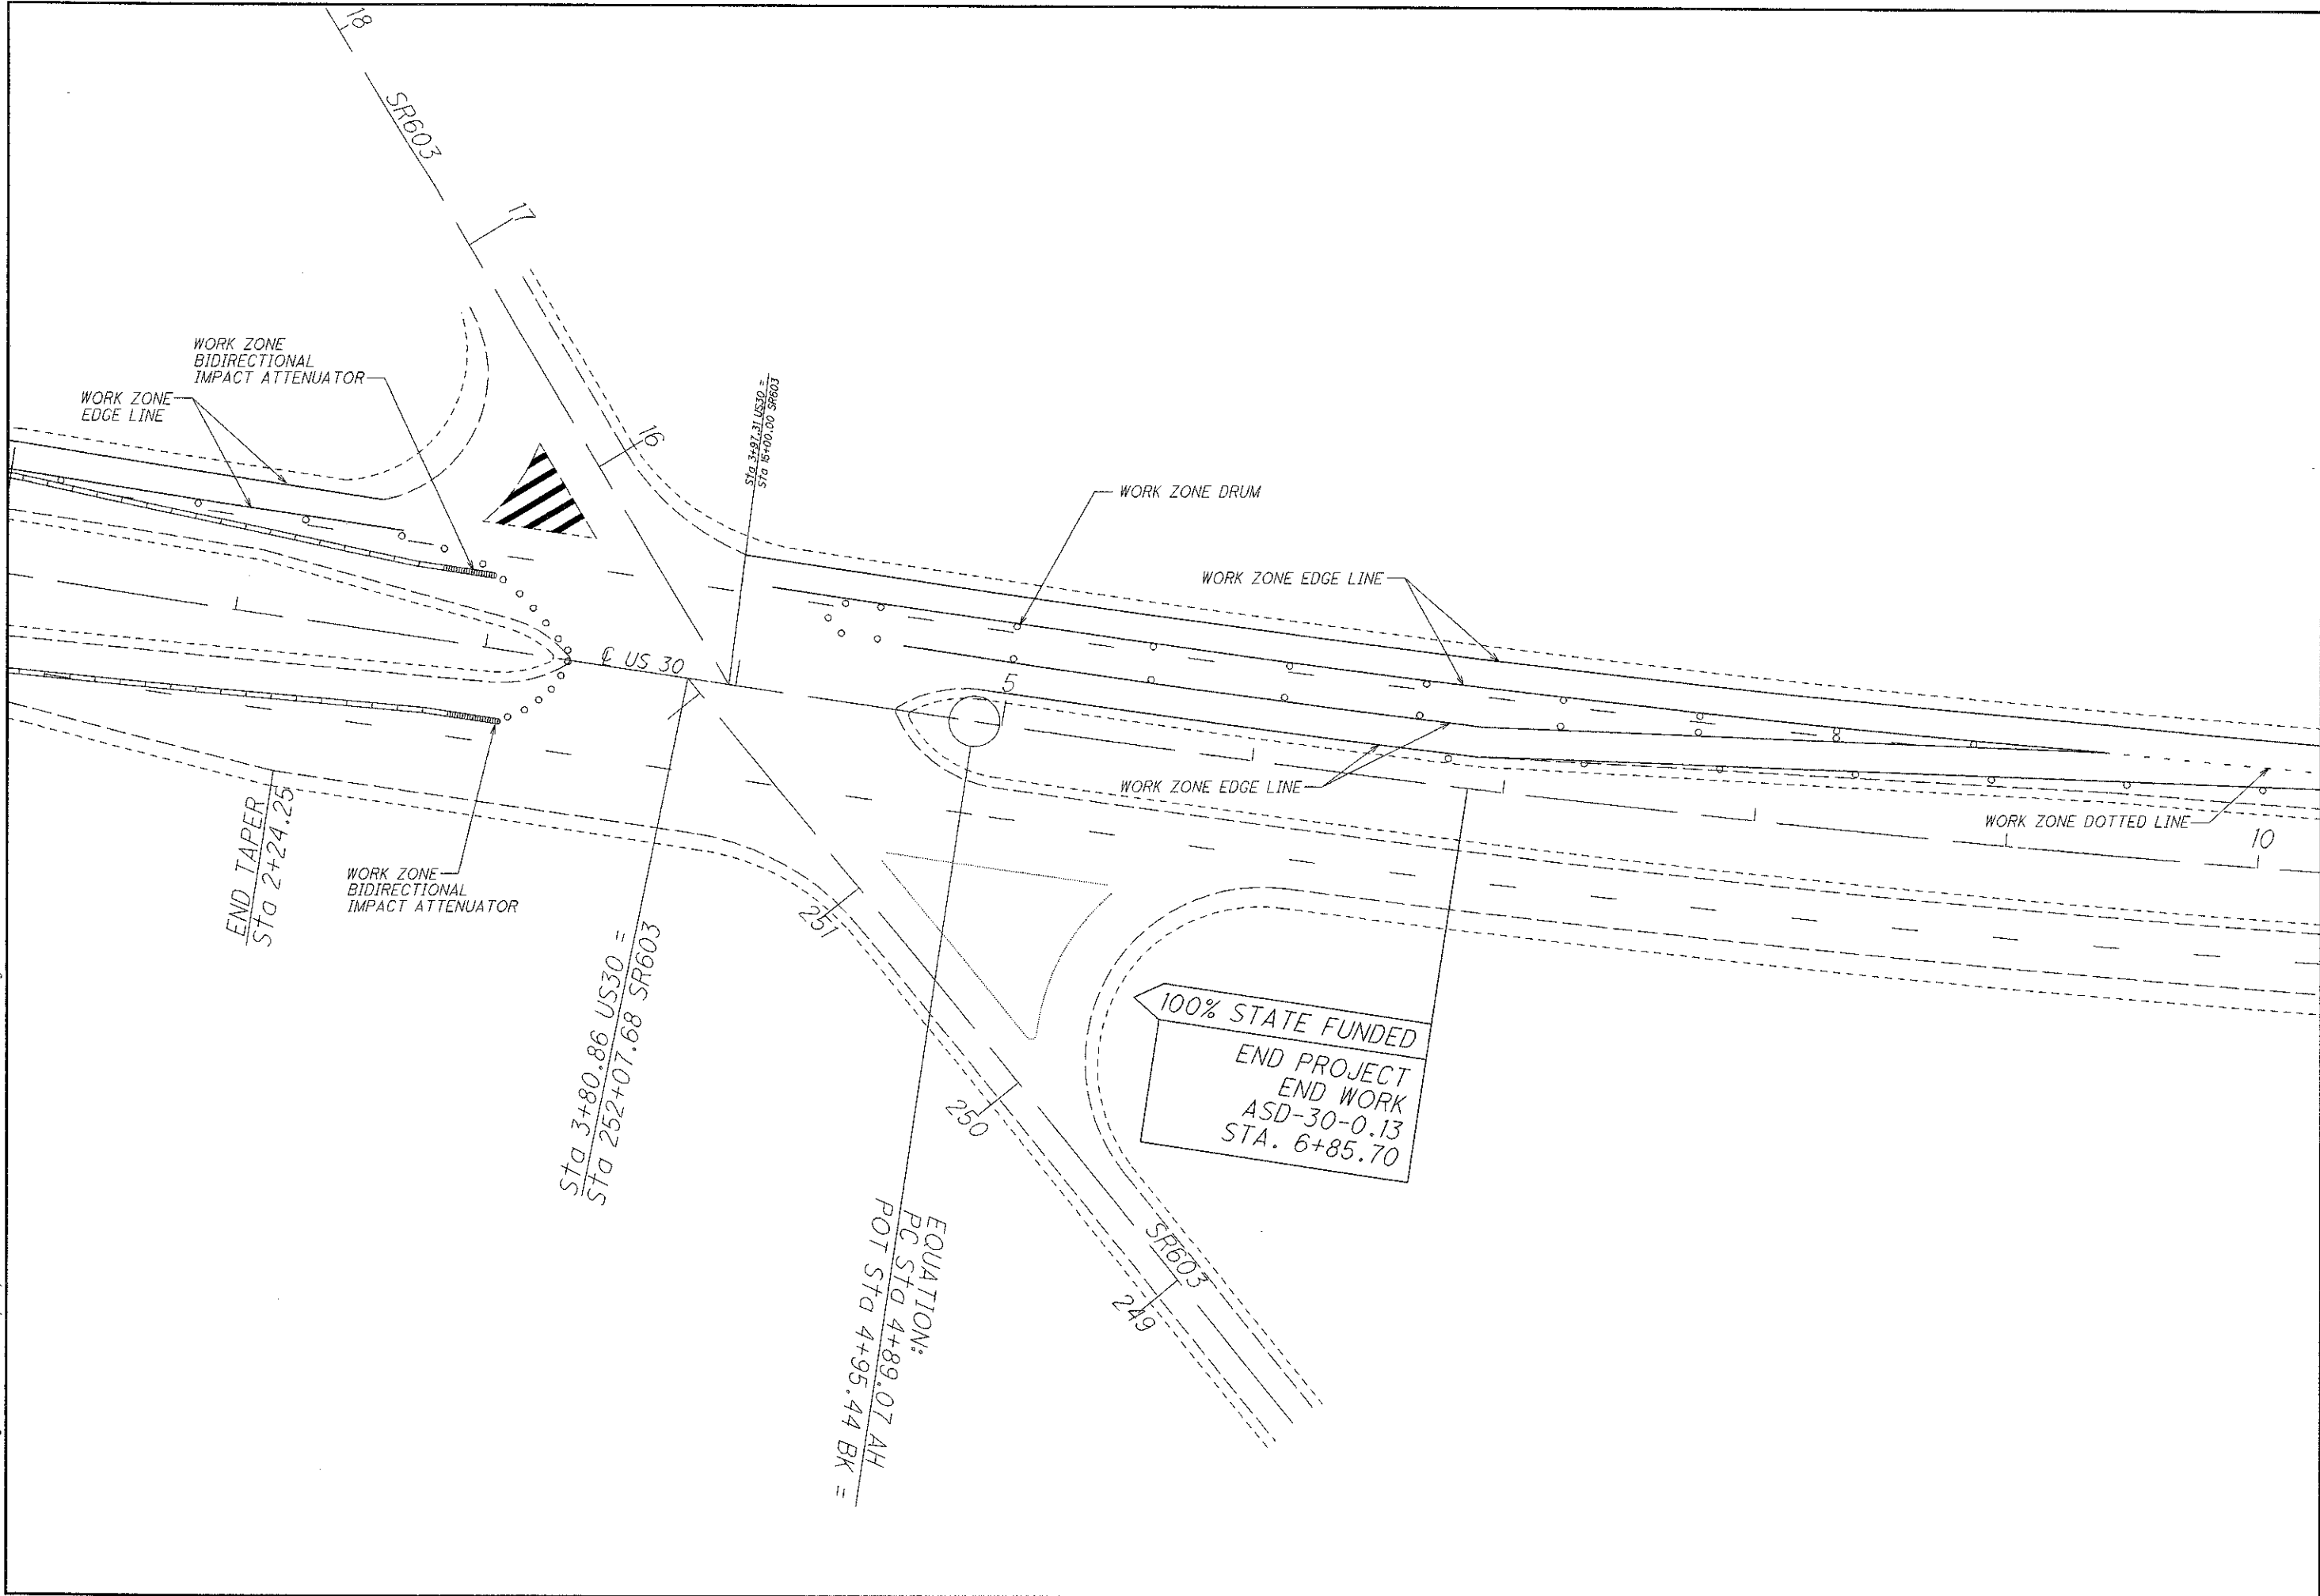 18
SR603
17
WORK ZONE
BIDIRECTIONAL
IMPACT ATTENUATOR
WORK ZONE
EDGE LINE
16
Sta 3+97.31 US30 =
Sta 15+00.00 SR603
WORK ZONE DRUM
WORK ZONE EDGE LINE
℄ US 30
5
WORK ZONE EDGE LINE
WORK ZONE DOTTED LINE
10
END TAPER
Sta 2+24.25
WORK ZONE
BIDIRECTIONAL
IMPACT ATTENUATOR
251
Sta 3+80.86 US30 =
Sta 252+07.68 SR603
250
100% STATE FUNDED
END PROJECT
END WORK
ASD-30-0.13
STA. 6+85.70
EQUATION:
PC Sta 4+89.07 AH
POT Sta 4+95.44 BK =
SR603
249